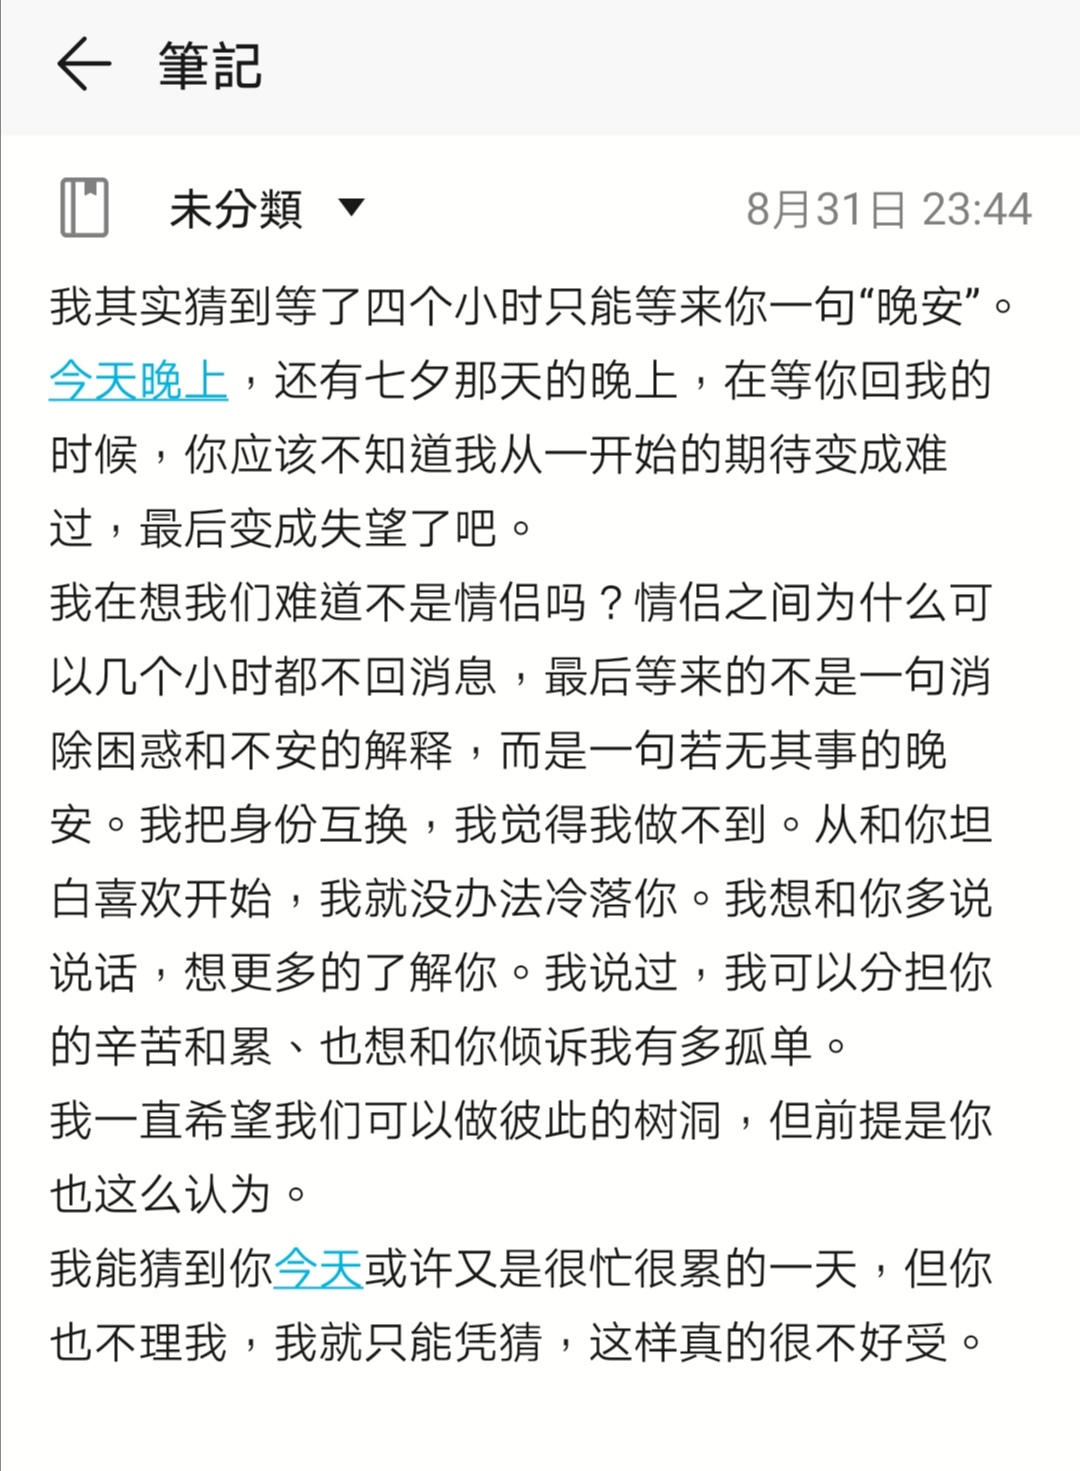 筆記
未分類
8月31日 23:44
我其实猜到等了四个小时只能等来你一句“晚安”。
今天晚上，还有七夕那天的晚上，在等你回我的
时候，你应该不知道我从一开始的期待变成难
过，最后变成失望了吧。
我在想我们难道不是情侣吗？情侣之间为什么可
以几个小时都不回消息，最后等来的不是一句消
除困惑和不安的解释，而是一句若无其事的晚
安。我把身份互换，我觉得我做不到。从和你坦
白喜欢开始，我就没办法冷落你。我想和你多说
说话，想更多的了解你。我说过，我可以分担你
的辛苦和累、也想和你倾诉我有多孤单。
我一直希望我们可以做彼此的树洞，但前提是你
也这么认为。
我能猜到你今天或许又是很忙很累的一天，但你
也不理我，我就只能凭猜，这样真的很不好受。